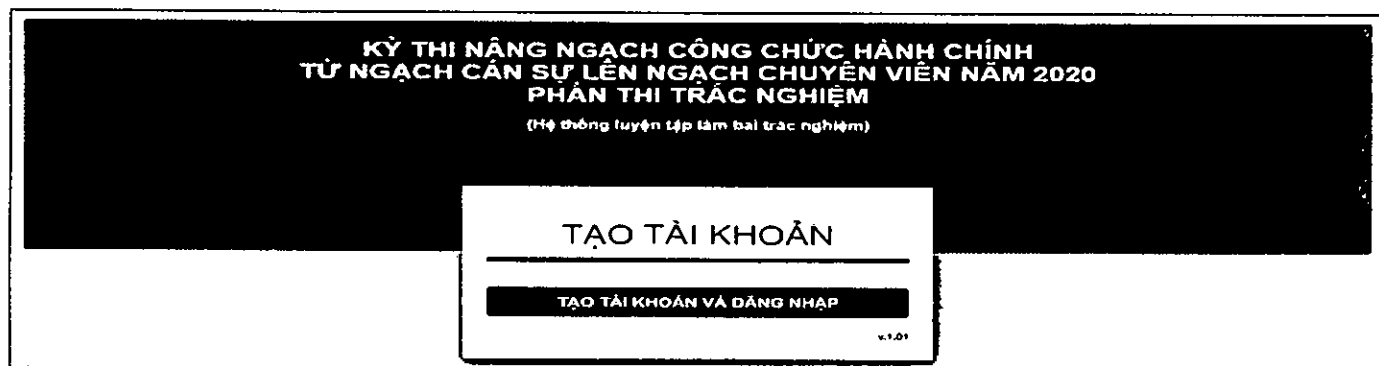 KỲ THI NÂNG NGẠCH CÔNG CHỨC HÀNH CHÍNH
TỪ NGẠCH CÁN SỰ LÊN NGẠCH CHUYÊN VIÊN NĂM 2020
PHẦN THI TRẮC NGHIỆM
(Hệ thống luyện tập làm bài trắc nghiệm)
TẠO TÀI KHOẢN
TẠO TÀI KHOẢN VÀ ĐĂNG NHẬP
v.1.01